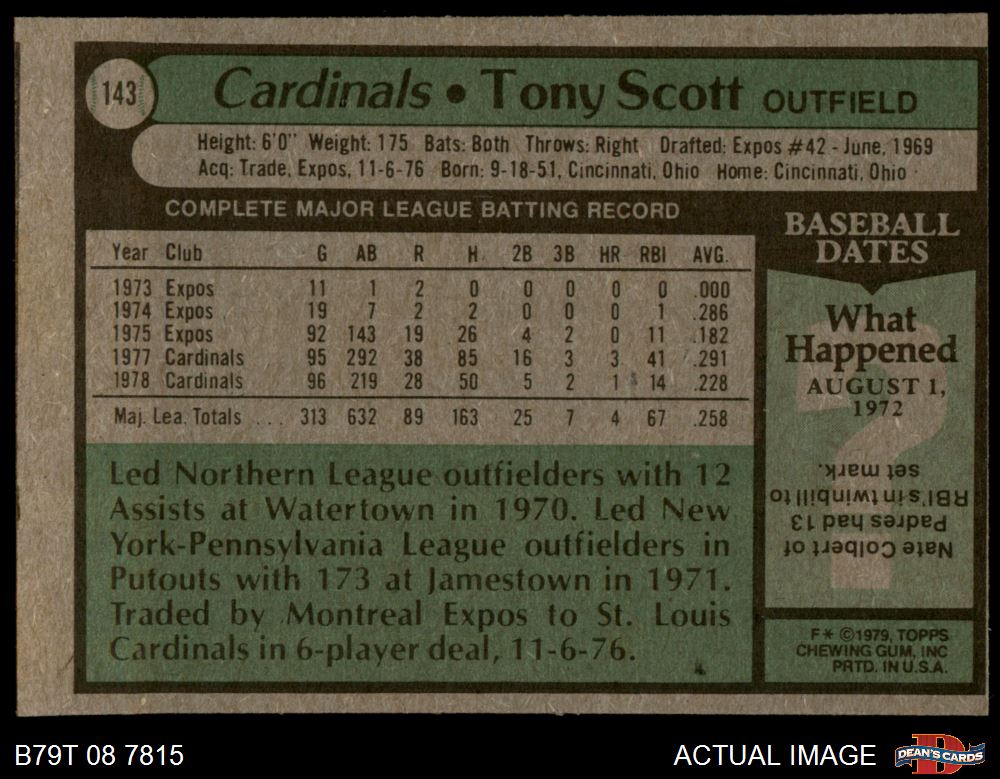 143
Cardinals • Tony Scott OUTFIELD
Height: 6'0" Weight: 175 Bats: Both Throws: Right Drafted: Expos #42 - June, 1969
Acq: Trade, Expos, 11-6-76 Born: 9-18-51, Cincinnati, Ohio Home: Cincinnati, Ohio
COMPLETE MAJOR LEAGUE BATTING RECORD
Year Club G AB R H 2B 3B HR RBI AVG.
1973 Expos 11 1 2 0 0 0 0 0 .000
1974 Expos 19 7 2 2 0 0 0 1 .286
1975 Expos 92 143 19 26 4 2 0 11 .182
1977 Cardinals 95 292 38 85 16 3 3 41 .291
1978 Cardinals 96 219 28 50 5 2 1 14 .228
Maj. Lea. Totals ... 313 632 89 163 25 7 4 67 .258
Led Northern League outfielders with 12
Assists at Watertown in 1970. Led New
York-Pennsylvania League outfielders in
Putouts with 173 at Jamestown in 1971.
Traded by Montreal Expos to St. Louis
Cardinals in 6-player deal, 11-6-76.
BASEBALL
DATES
What
Happened
AUGUST 1,
1972
?
Nate Colbert of
Padres had 13
RBI's in twinbill to
set mark.
F* ©1979, TOPPS
CHEWING GUM, INC
PRTD. IN U.S.A.
B79T 08 7815
ACTUAL IMAGE
DEAN'S CARDS